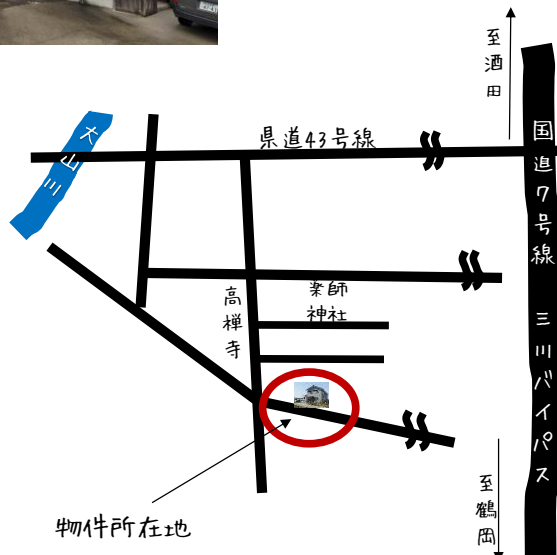 至酒田
大山川
県道43号線
国道7号線 三川バイパス
高禅寺
薬師
神社
物件所在地
至鶴岡